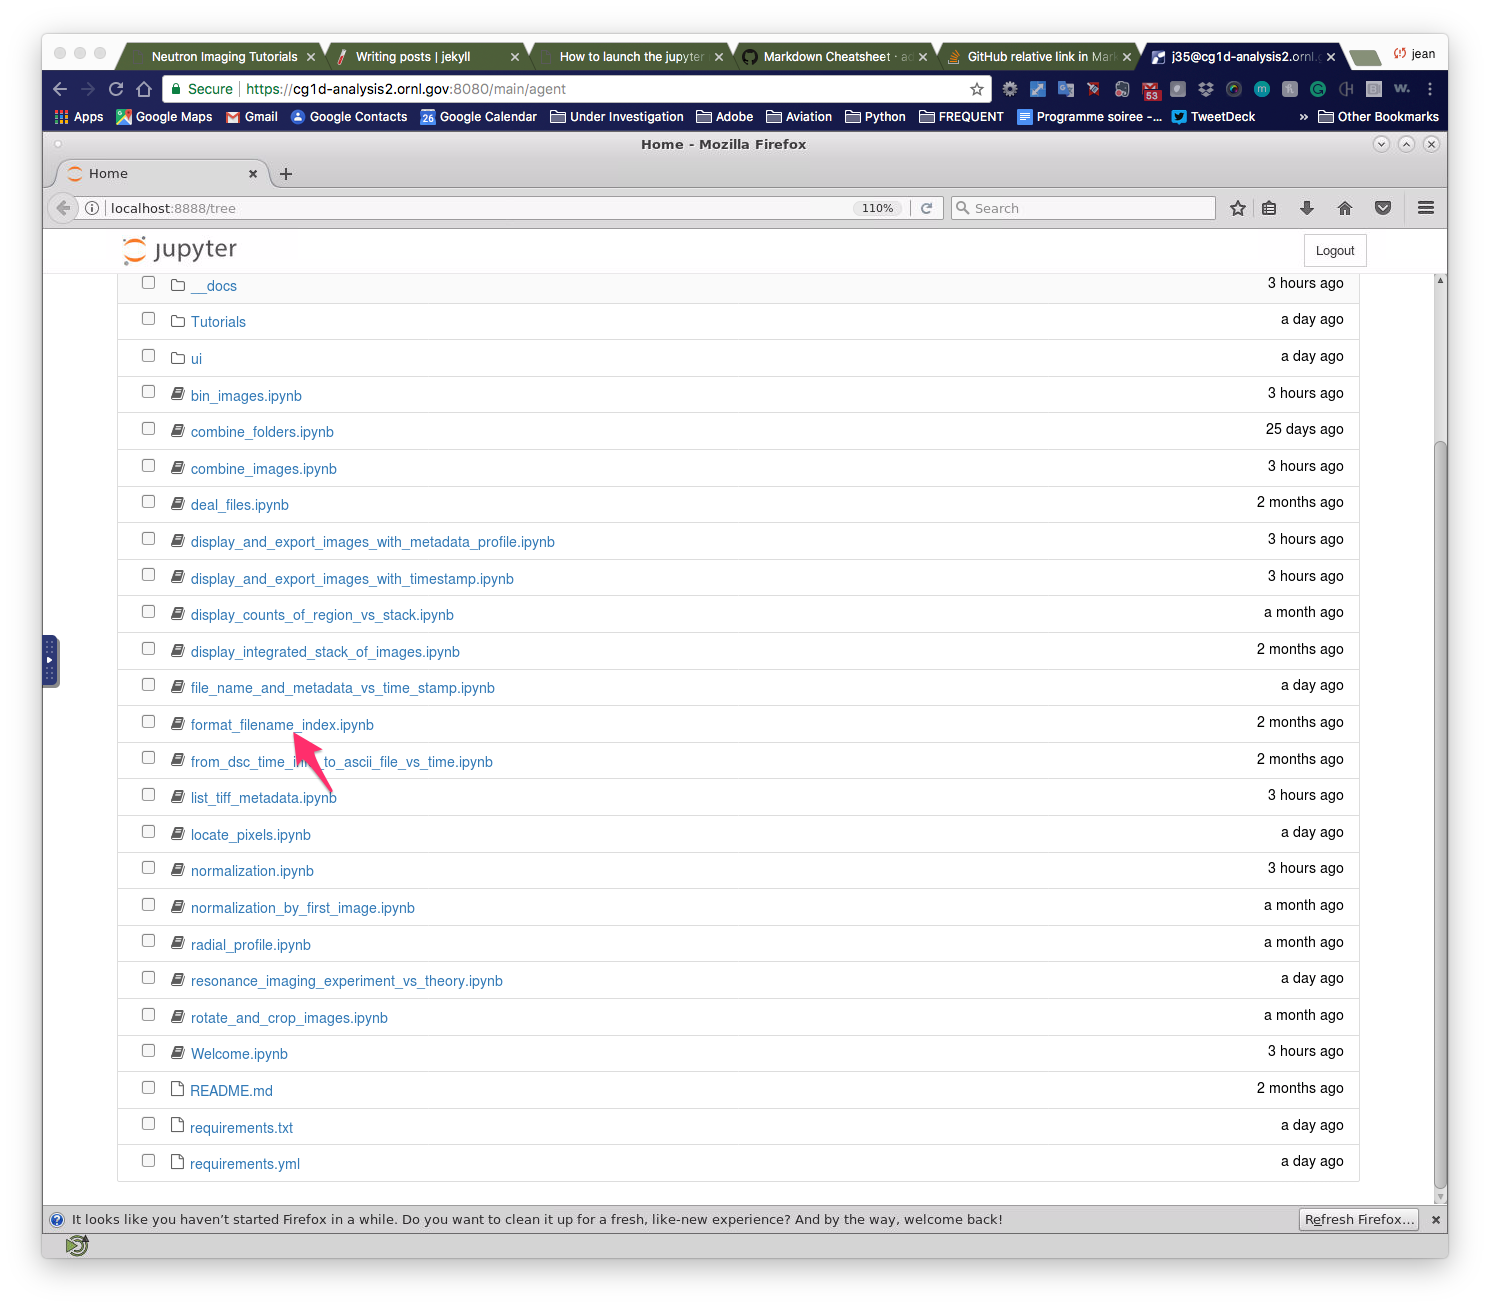 Neutron Imaging Tutorials
Writing posts | jekyll
How to launch the jupyter
Markdown Cheatsheet · ad
GitHub relative link in Mark
j35@cg1d-analysis2.ornl.g
jean
Secure https://cg1d-analysis2.ornl.gov:8080/main/agent
53
Apps Google Maps Gmail Google Contacts 26 Google Calendar Under Investigation Adobe Aviation Python FREQUENT Programme soiree -... TweetDeck » Other Bookmarks
Home - Mozilla Firefox
Home
localhost:8888/tree 110% Search
jupyter Logout
__docs 3 hours ago
Tutorials a day ago
ui a day ago
bin_images.ipynb 3 hours ago
combine_folders.ipynb 25 days ago
combine_images.ipynb 3 hours ago
deal_files.ipynb 2 months ago
display_and_export_images_with_metadata_profile.ipynb 3 hours ago
display_and_export_images_with_timestamp.ipynb 3 hours ago
display_counts_of_region_vs_stack.ipynb a month ago
display_integrated_stack_of_images.ipynb 2 months ago
file_name_and_metadata_vs_time_stamp.ipynb a day ago
format_filename_index.ipynb 2 months ago
from_dsc_time_in _to_ascii_file_vs_time.ipynb 2 months ago
list_tiff_metadata.ipynb 3 hours ago
locate_pixels.ipynb a day ago
normalization.ipynb 3 hours ago
normalization_by_first_image.ipynb a month ago
radial_profile.ipynb a month ago
resonance_imaging_experiment_vs_theory.ipynb a day ago
rotate_and_crop_images.ipynb a month ago
Welcome.ipynb 3 hours ago
README.md 2 months ago
requirements.txt a day ago
requirements.yml a day ago
It looks like you haven't started Firefox in a while. Do you want to clean it up for a fresh, like-new experience? And by the way, welcome back! Refresh Firefox...